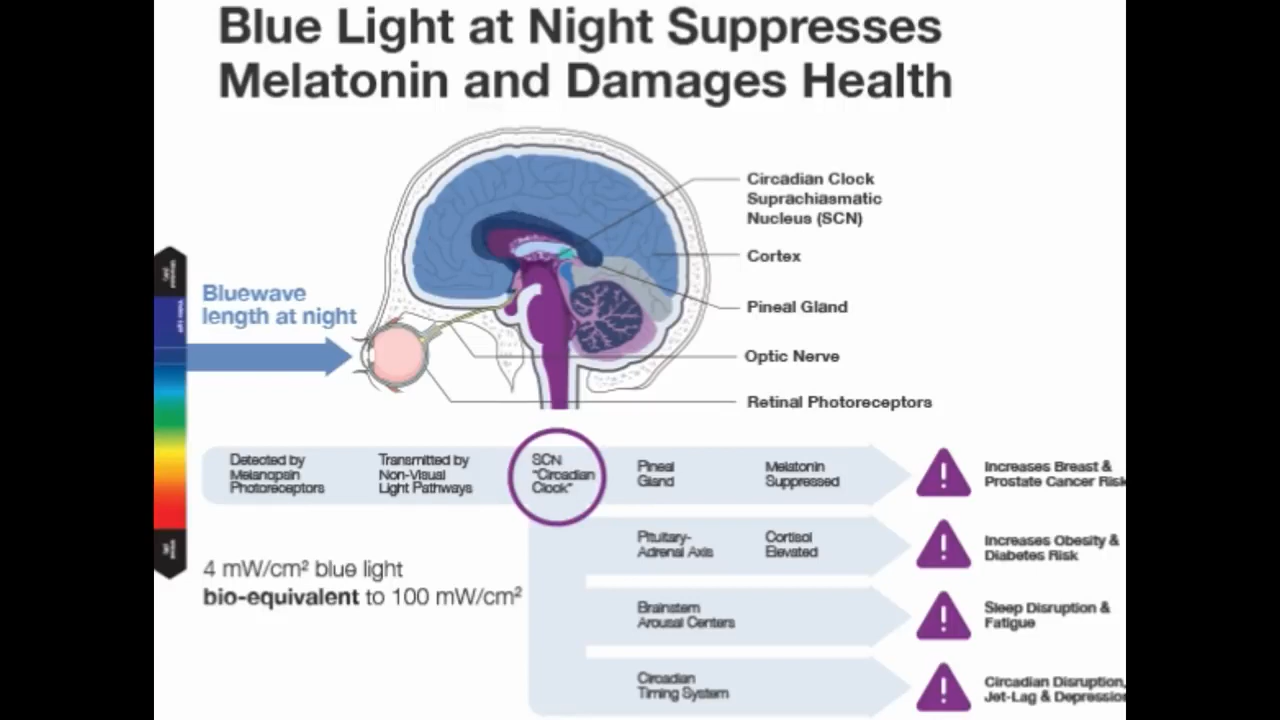 Blue Light at Night Suppresses
Melatonin and Damages Health
Circadian Clock
Suprachiasmatic
Nucleus (SCN)
Cortex
Bluewave
length at night
Pineal Gland
Optic Nerve
Retinal Photoreceptors
Detected by
Melanopsin
Photoreceptors
Transmitted by
Non-Visual
Light Pathways
SCN
"Circadian
Clock"
Pineal
Gland
Melatonin
Suppressed
Increases Breast &
Prostate Cancer Risk
Pituitary-
Adrenal Axis
Cortisol
Elevated
Increases Obesity &
Diabetes Risk
4 mW/cm² blue light
bio-equivalent to 100 mW/cm²
Brainstem
Arousal Centers
Sleep Disruption &
Fatigue
Circadian
Timing System
Circadian Disruption,
Jet-Lag & Depression